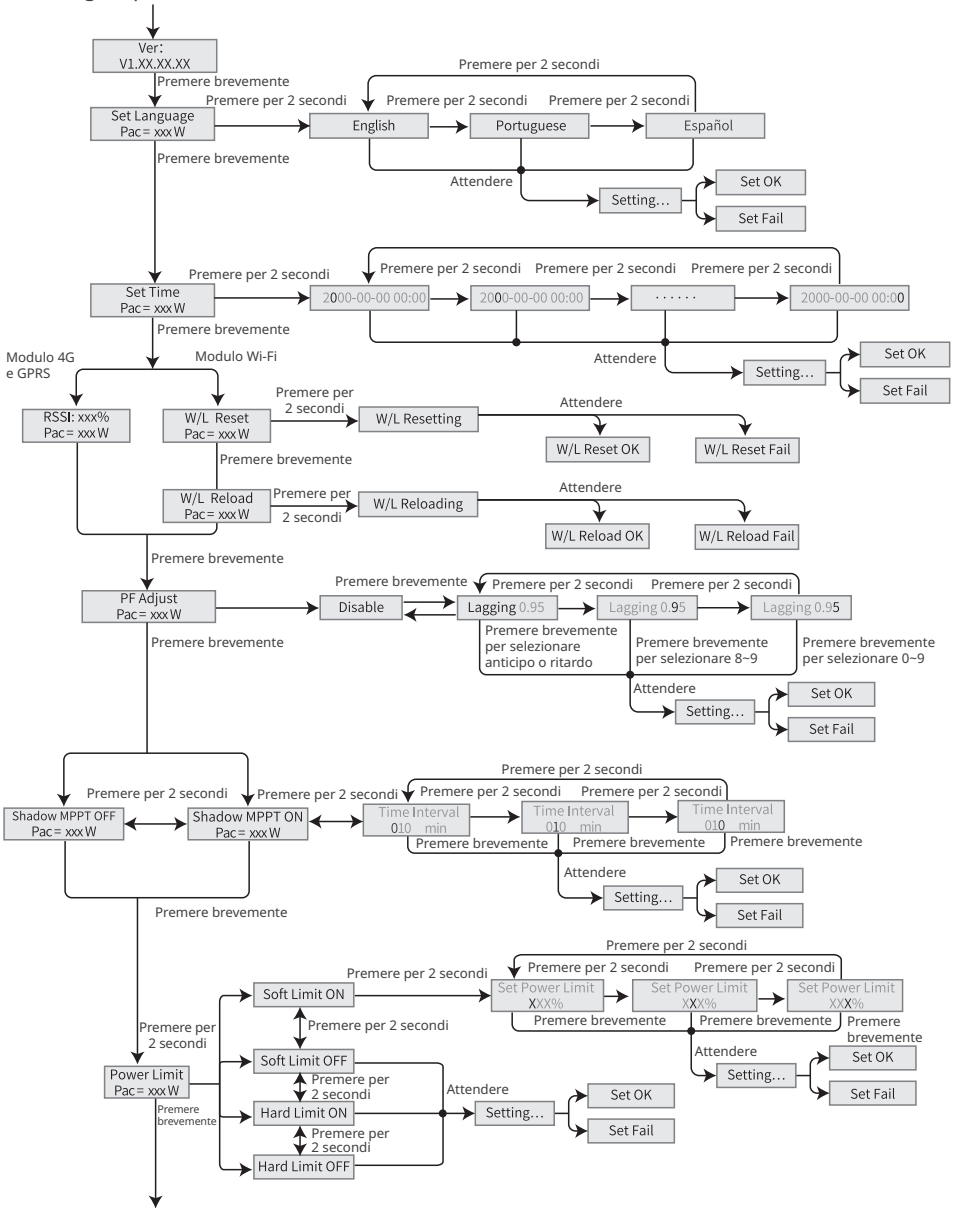 Ver:
V1.XX.XX.XX
Premere brevemente
Premere per 2 secondi
Premere per 2 secondi
Premere per 2 secondi
Premere per 2 secondi
Set Language
Pac= xxx W
English
Portuguese
Español
Premere brevemente
Attendere
Setting...
Set OK
Set Fail
Premere per 2 secondi
Premere per 2 secondi
Premere per 2 secondi
Premere per 2 secondi
Set Time
Pac= xxx W
2000-00-00 00:00
2000-00-00 00:00
······
2000-00-00 00:00
Premere brevemente
Attendere
Setting...
Set OK
Set Fail
Modulo 4G
e GPRS
Modulo Wi-Fi
RSSI: xxx%
Pac= xxx W
W/L Reset
Pac= xxx W
Premere per
2 secondi
W/L Resetting
Attendere
W/L Reset OK
W/L Reset Fail
Premere brevemente
W/L Reload
Pac= xxx W
Premere per
2 secondi
W/L Reloading
Attendere
W/L Reload OK
W/L Reload Fail
Premere brevemente
PF Adjust
Pac= xxx W
Disable
Premere brevemente
Premere per 2 secondi
Premere per 2 secondi
Lagging 0.95
Lagging 0.95
Lagging 0.95
Premere brevemente
Premere brevemente
per selezionare
anticipo o ritardo
Premere brevemente
per selezionare 8~9
Premere brevemente
per selezionare 0~9
Attendere
Setting...
Set OK
Set Fail
Premere per 2 secondi
Premere per 2 secondi
Premere per 2 secondi
Premere per 2 secondi
Premere per 2 secondi
Shadow MPPT OFF
Pac= xxx W
Shadow MPPT ON
Pac= xxx W
Time Interval
010 min
Time Interval
010 min
Time Interval
010 min
Premere brevemente
Premere brevemente
Premere brevemente
Attendere
Setting...
Set OK
Set Fail
Premere brevemente
Premere per 2 secondi
Premere per 2 secondi
Premere per 2 secondi
Premere per 2 secondi
Soft Limit ON
Set Power Limit
XXX%
Set Power Limit
XXX%
Set Power Limit
XXX%
Premere brevemente
Premere brevemente
Premere
brevemente
Premere per
2 secondi
Premere per 2 secondi
Soft Limit OFF
Attendere
Setting...
Set OK
Set Fail
Power Limit
Pac= xxx W
Premere per
2 secondi
Hard Limit ON
Attendere
Setting...
Set OK
Set Fail
Premere
brevemente
Premere per
2 secondi
Hard Limit OFF